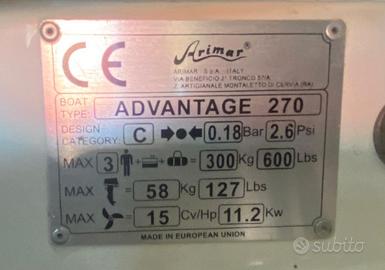 CE Arimar®
ARIMAR S.p.A. - ITALY
VIA BENEFICIO 2° TRONCO 57/A
Z. ARTIGIANALE MONTALETTO DI CERVIA (RA)
BOAT TYPE: ADVANTAGE 270
DESIGN CATEGORY: C 0.18 Bar 2.6 Psi
MAX 3 + + = 300 Kg 600 Lbs
MAX = 58 Kg 127 Lbs
MAX = 15 Cv/Hp 11.2 Kw
MADE IN EUROPEAN UNION
subito